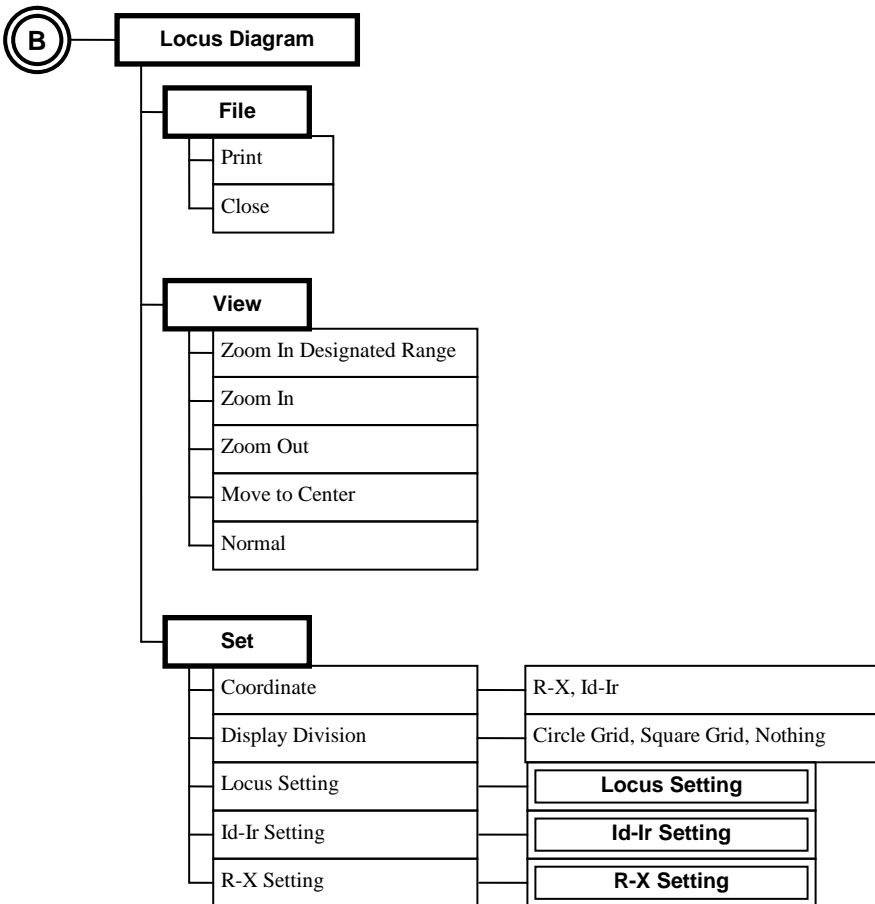 B Locus Diagram
File
Print
Close
View
Zoom In Designated Range
Zoom In
Zoom Out
Move to Center
Normal
Set
Coordinate R-X, Id-Ir
Display Division Circle Grid, Square Grid, Nothing
Locus Setting Locus Setting
Id-Ir Setting Id-Ir Setting
R-X Setting R-X Setting